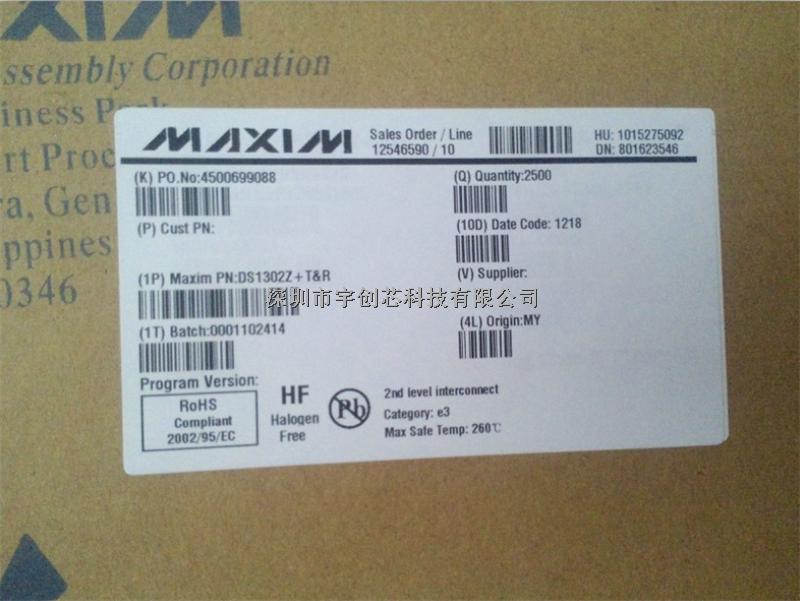 MAXIM
ssembly Corporation
iness Park
rt Proc
ra, Gen
ppines
0346
MAXIM
Sales Order / Line
12546590 / 10
HU: 1015275092
DN: 801623546
(K) PO.No:4500699088
(Q) Quantity:2500
(P) Cust PN:
(10D) Date Code: 1218
(1P) Maxim PN:DS1302Z+T&R
(V) Supplier:
深圳市宇创芯科技有限公司
(1T) Batch:0001102414
(4L) Origin:MY
Program Version:
RoHS
Compliant
2002/95/EC
HF
Halogen
Free
Pb
2nd level interconnect
Category: e3
Max Safe Temp: 260℃